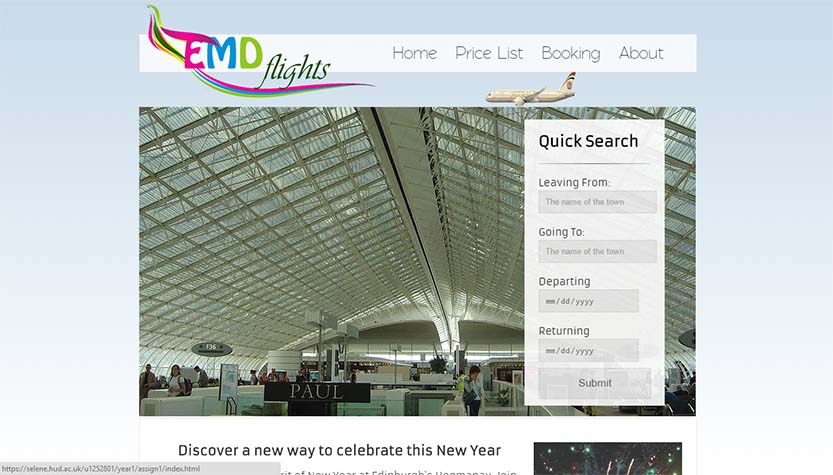 EMD flights
Home Price List Booking About
Quick Search
Leaving From:
The name of the town
Going To:
The name of the town
Departing
mm/dd/yyyy
Returning
mm/dd/yyyy
Submit
F36
PAUL
Discover a new way to celebrate this New Year
rit of New Year at Edinburgh's Hogmanay. Join
https://selene.hud.ac.uk/u1252801/year1/assign1/index.html